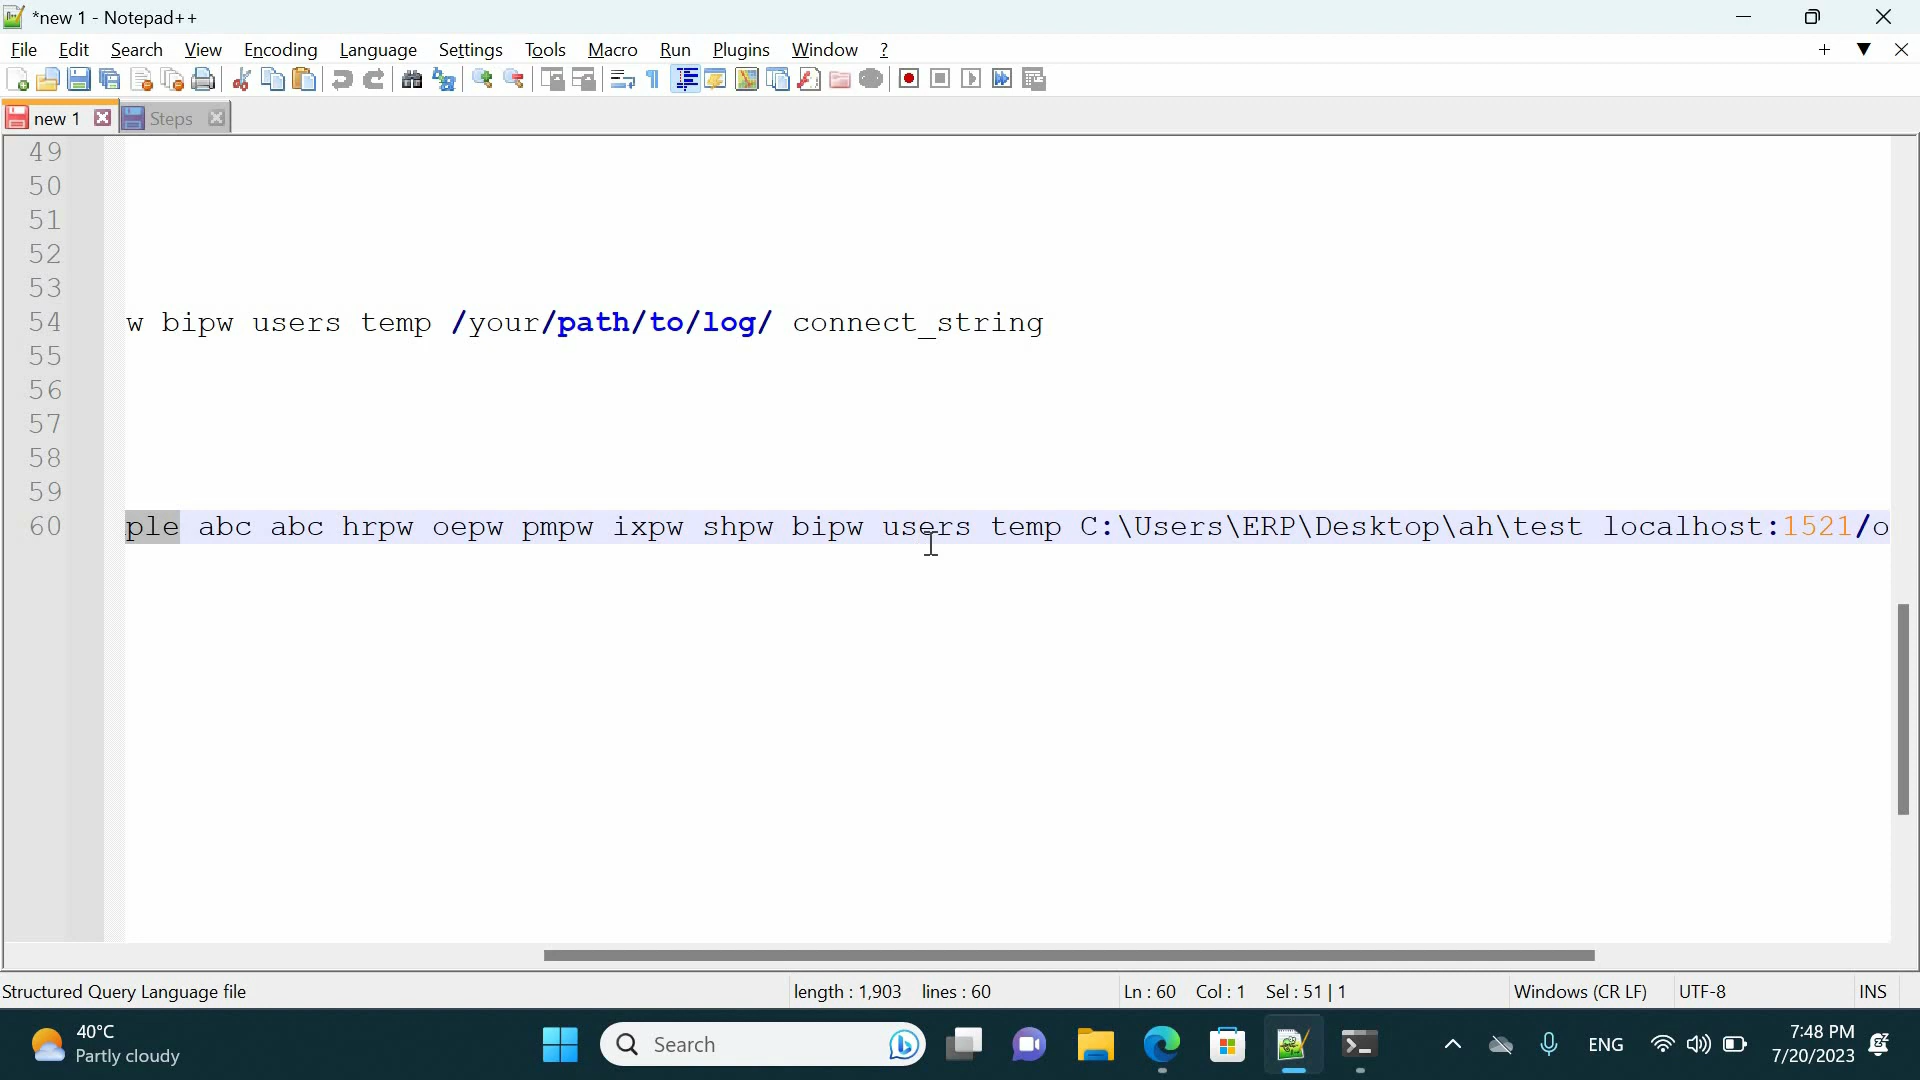 *new 1 - Notepad++
File Edit Search View Encoding Language Settings Tools Macro Run Plugins Window ?
new 1 Steps
49
50
51
52
53
54 w bipw users temp /your/path/to/log/ connect_string
55
56
57
58
59
60 ple abc abc hrpw oepw pmpw ixpw shpw bipw users temp C:\Users\ERP\Desktop\ah\test localhost:1521/o
Structured Query Language file length : 1,903 lines : 60 Ln : 60 Col : 1 Sel : 51 | 1 Windows (CR LF) UTF-8 INS
40°C
Partly cloudy
Search
ENG
7:48 PM
7/20/2023